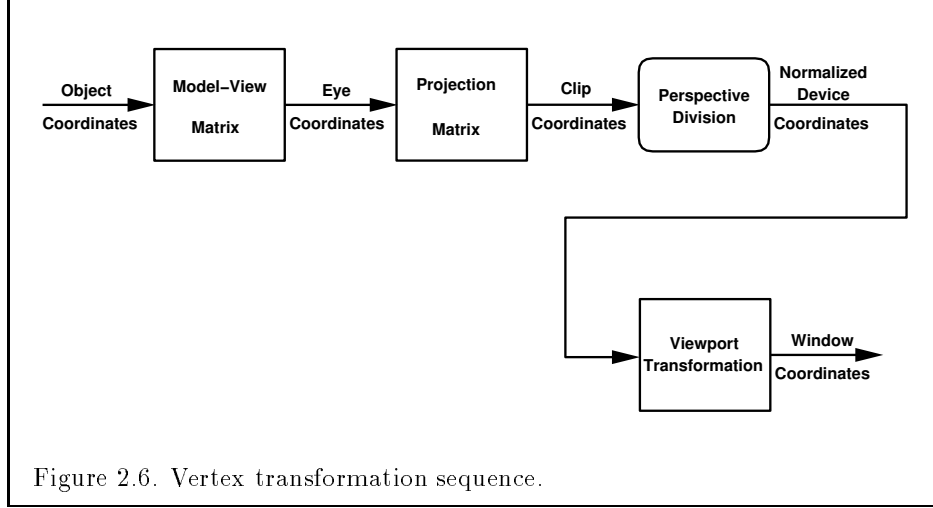 Object
Coordinates
Model–View
Matrix
Eye
Coordinates
Projection
Matrix
Clip
Coordinates
Perspective
Division
Normalized
Device
Coordinates
Viewport
Transformation
Window
Coordinates
Figure 2.6. Vertex transformation sequence.